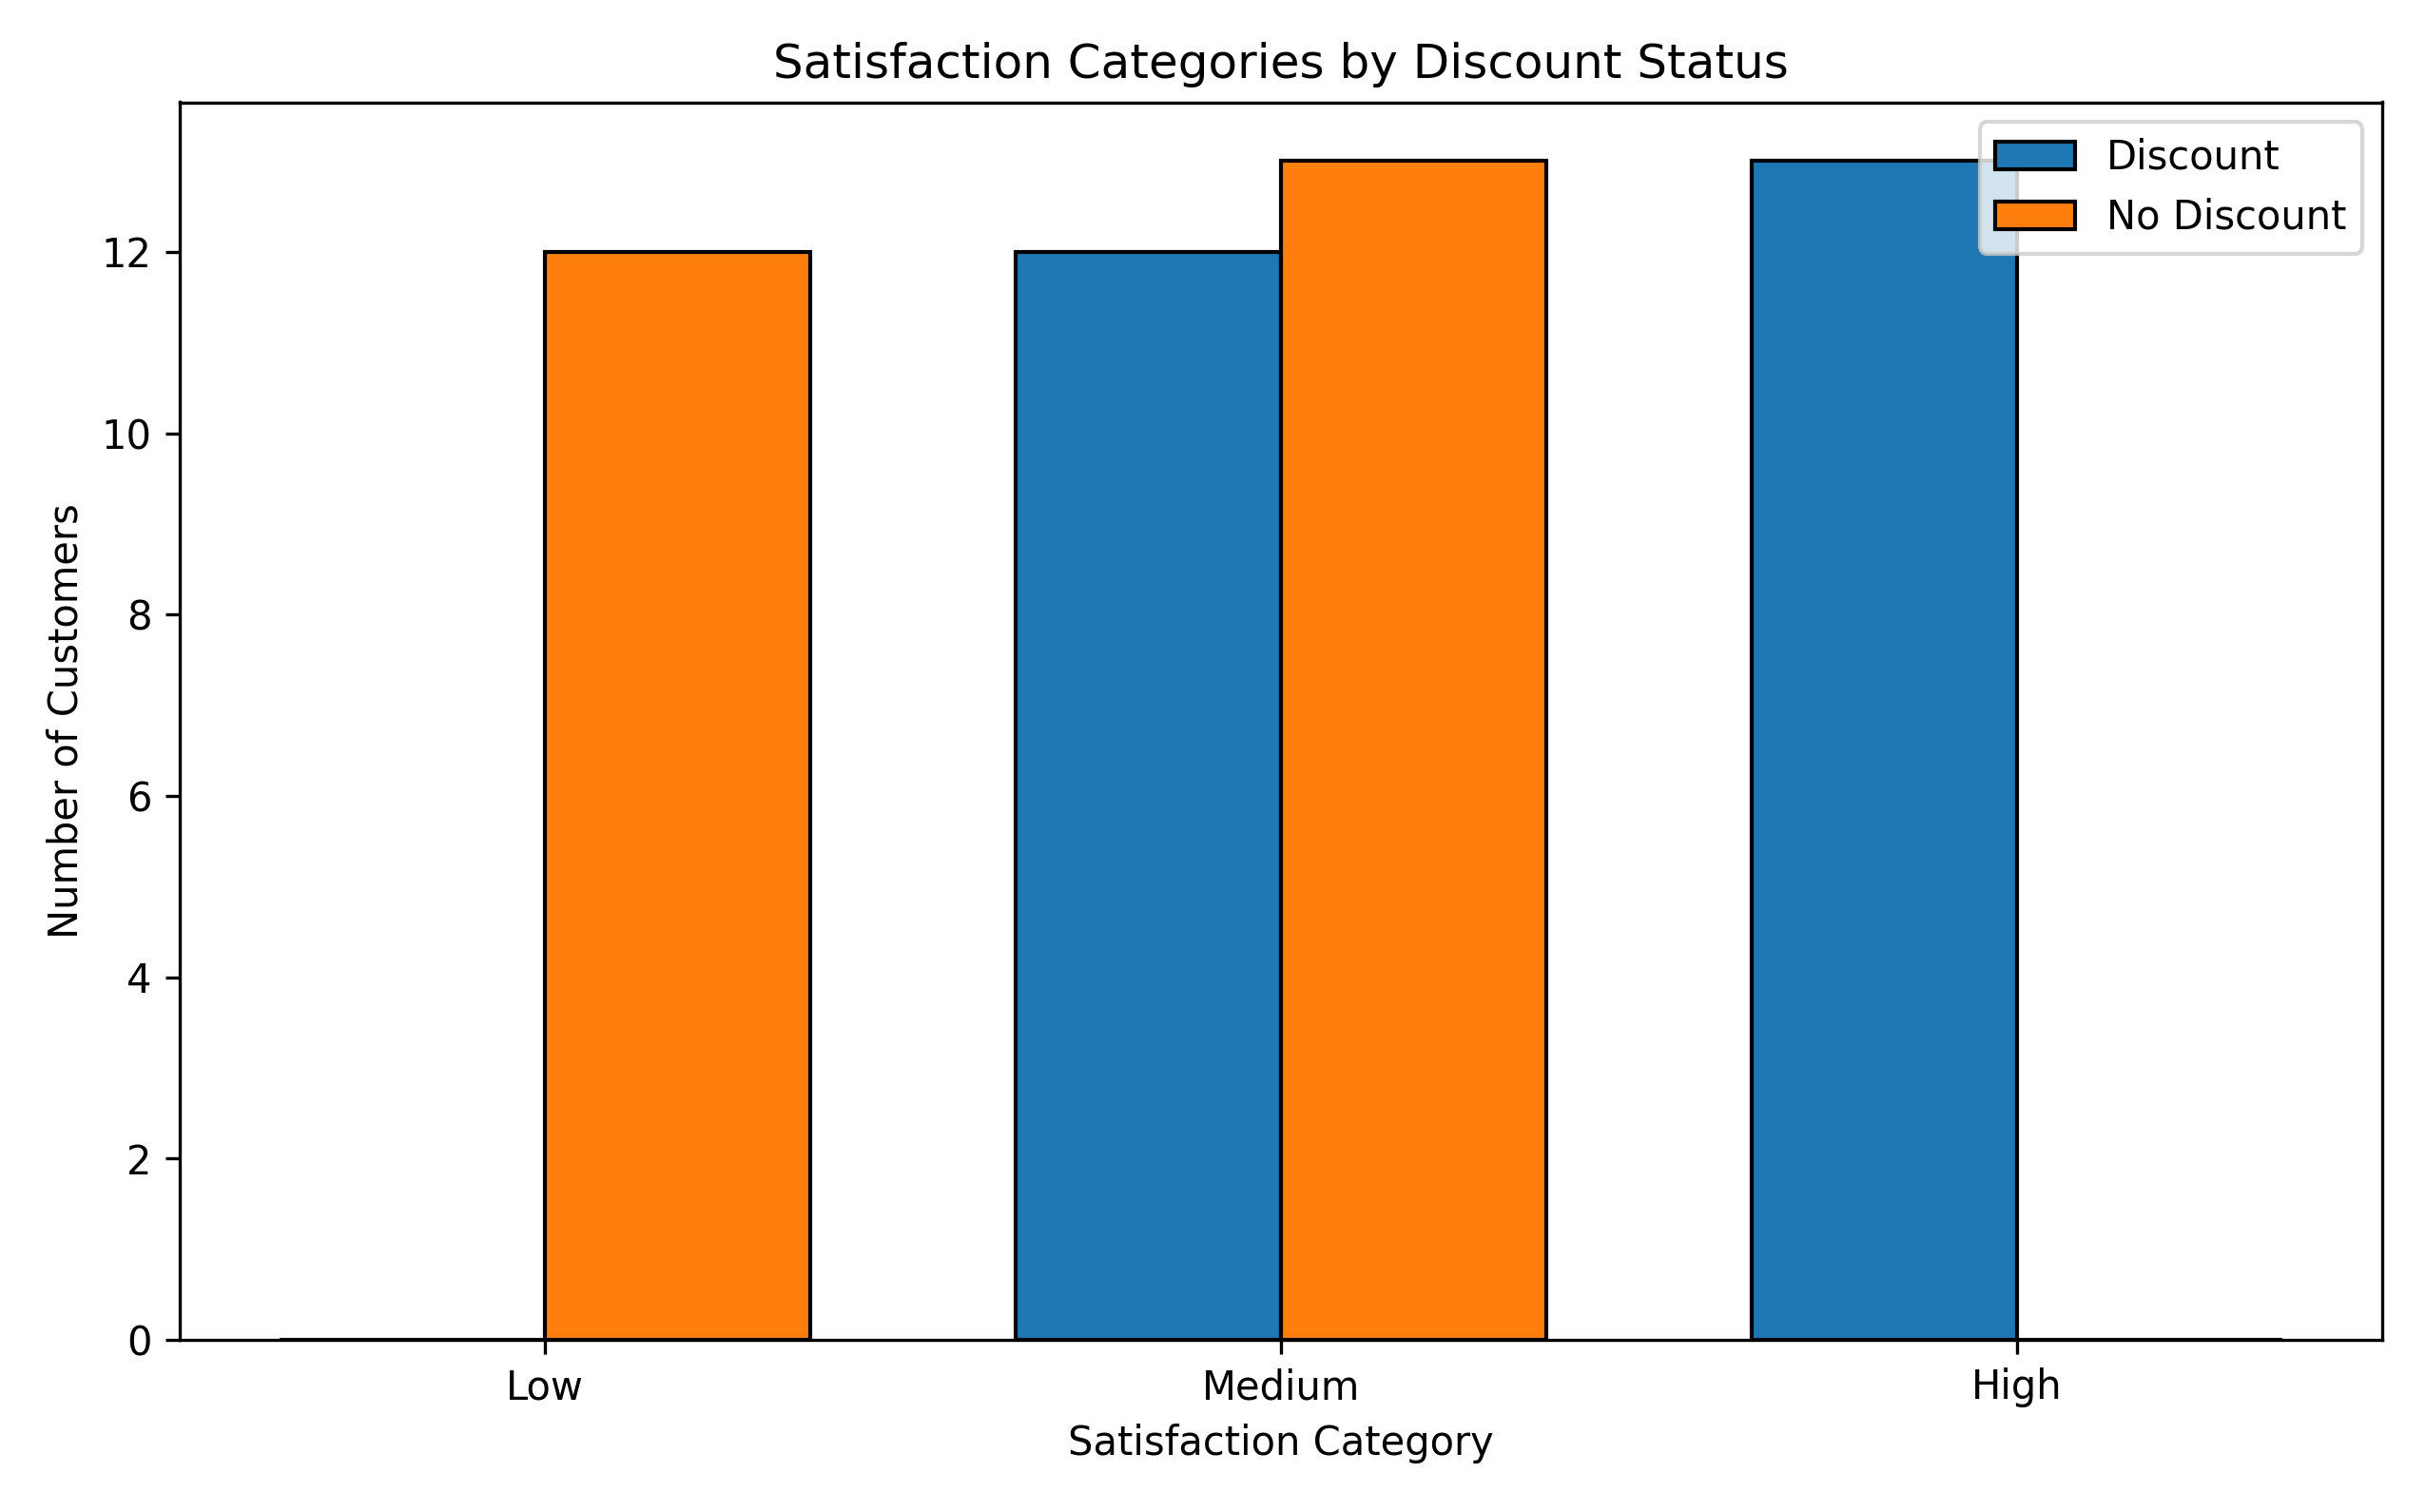 Satisfaction Categories by Discount Status
Discount
No Discount
12
10
8
6
4
2
0
Number of Customers
Low
Medium
High
Satisfaction Category